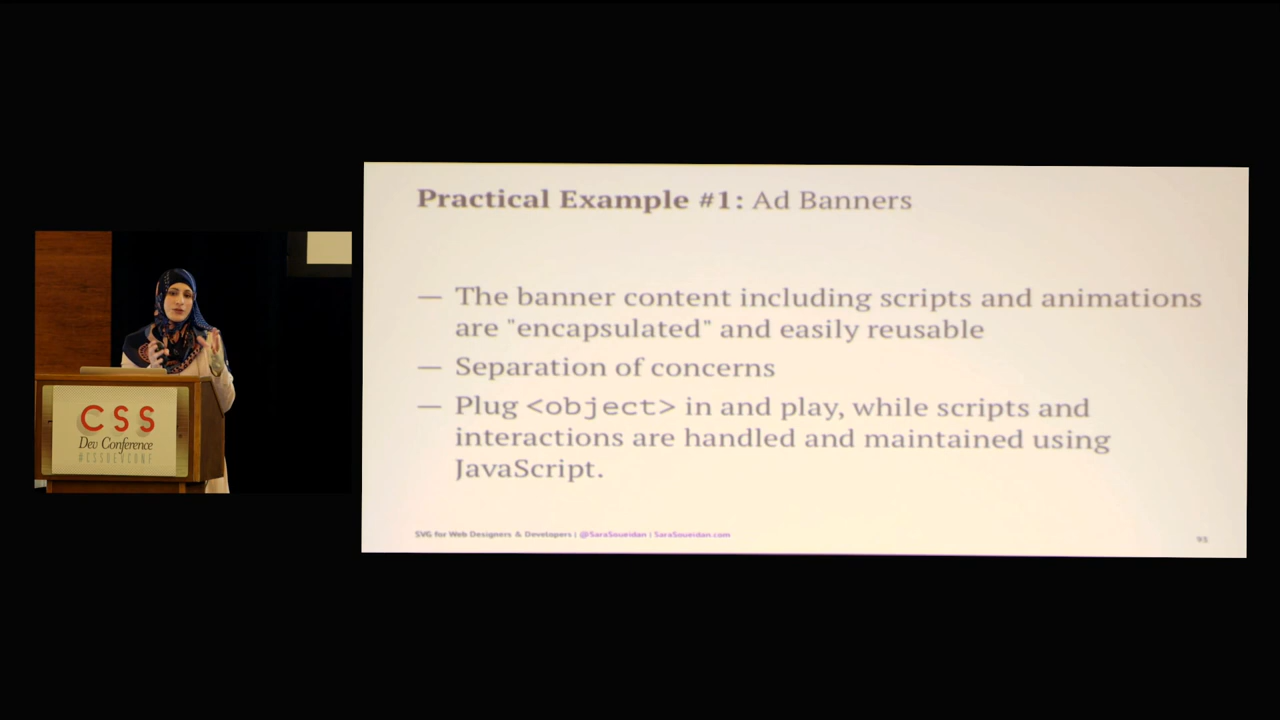 Practical Example #1: Ad Banners
— The banner content including scripts and animations
are "encapsulated" and easily reusable
— Separation of concerns
— Plug <object> in and play, while scripts and
interactions are handled and maintained using
JavaScript.
SVG for Web Designers & Developers | @SaraSoueidan | SaraSoueidan.com
CSS
Dev Conference
#CSSDEVCONF